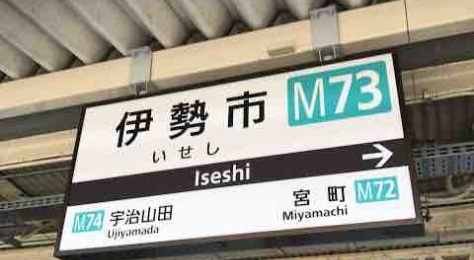 伊勢市 M73
いせし
Iseshi →
M74 宇治山田 宮町 M72
Ujiyamada Miyamachi